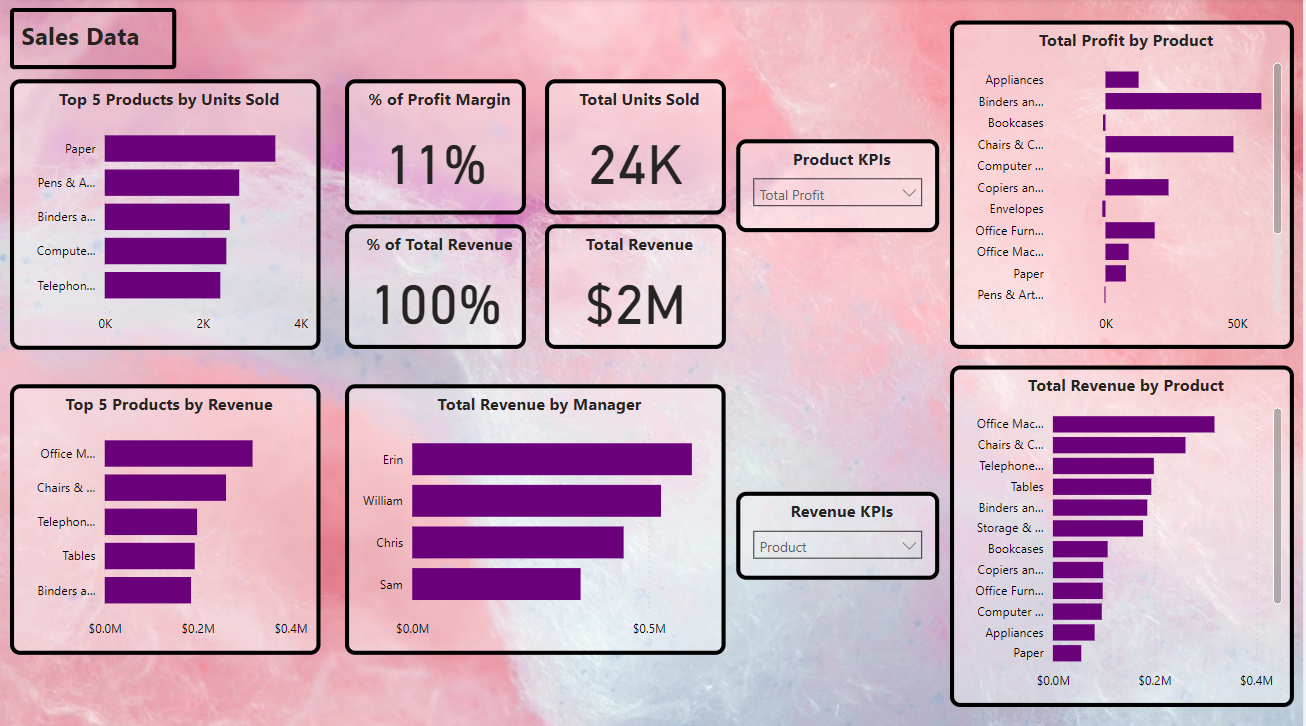 Sales Data
Top 5 Products by Units Sold
Paper
Pens & A...
Binders a...
Compute...
Telephon...
0K 2K 4K
% of Profit Margin
11%
Total Units Sold
24K
% of Total Revenue
100%
Total Revenue
$2M
Product KPIs
Total Profit
Total Profit by Product
Appliances
Binders an...
Bookcases
Chairs & C...
Computer ...
Copiers an...
Envelopes
Office Furn...
Office Mac...
Paper
Pens & Art...
0K 50K
Top 5 Products by Revenue
Office M...
Chairs & ...
Telephon...
Tables
Binders a...
$0.0M $0.2M $0.4M
Total Revenue by Manager
Erin
William
Chris
Sam
$0.0M $0.5M
Revenue KPIs
Product
Total Revenue by Product
Office Mac...
Chairs & C...
Telephone...
Tables
Binders an...
Storage & ...
Bookcases
Copiers an...
Office Furn...
Computer ...
Appliances
Paper
$0.0M $0.2M $0.4M